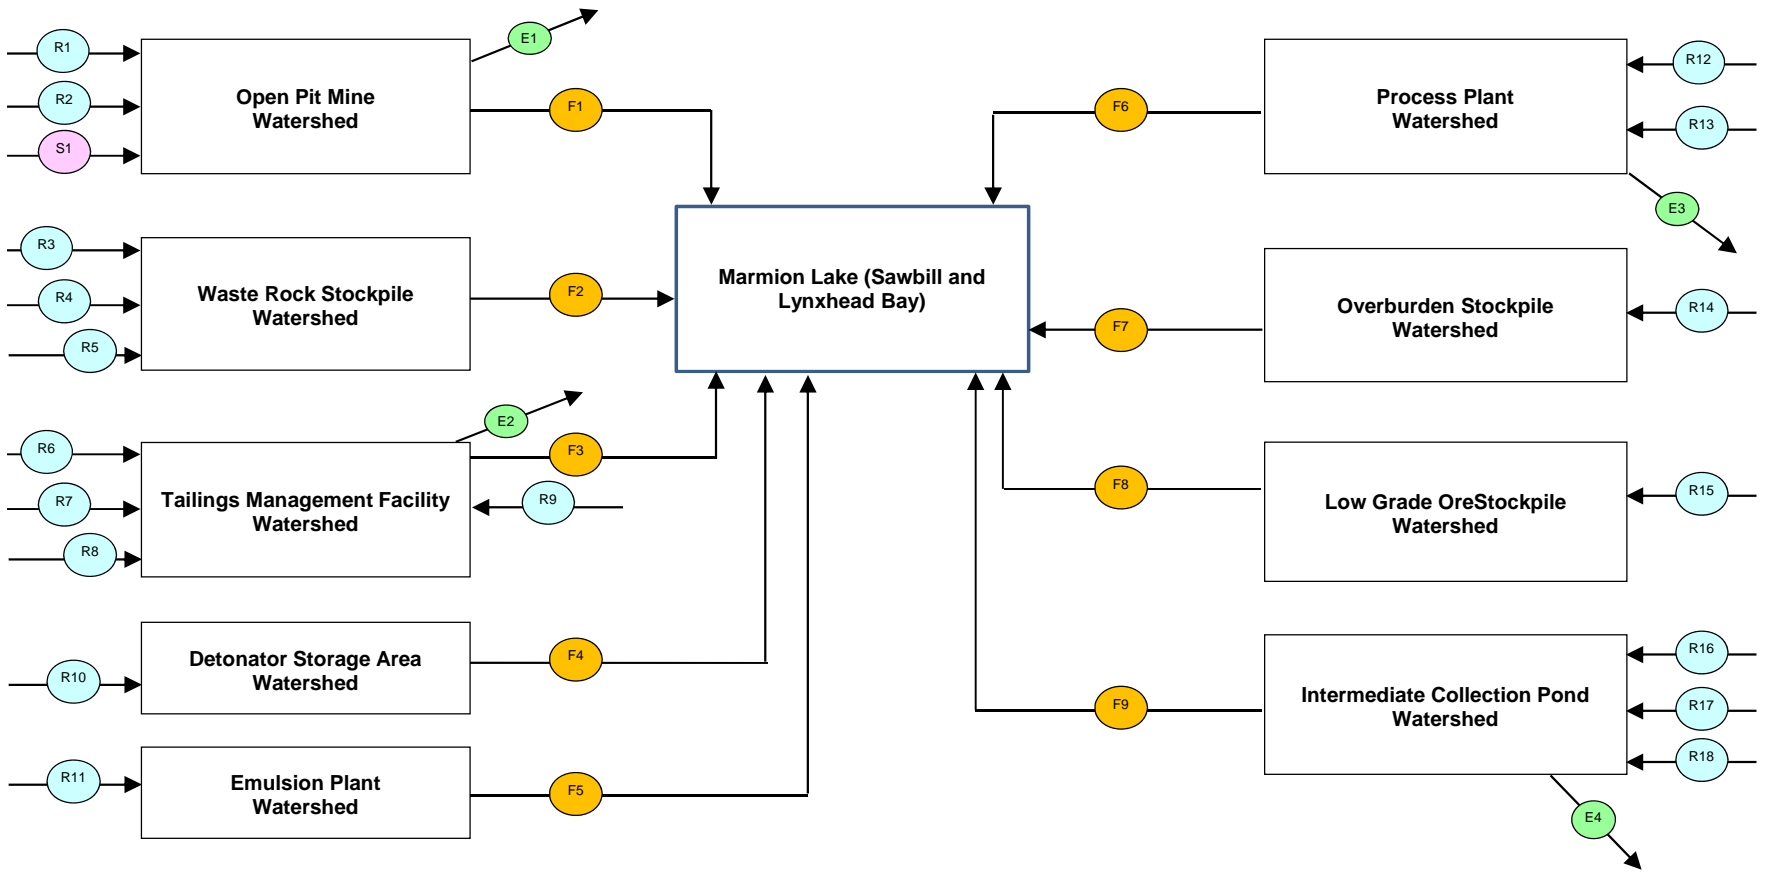 R1
R2
S1
Open Pit Mine
Watershed
E1
F1
R3
R4
R5
Waste Rock Stockpile
Watershed
F2
R6
R7
R8
Tailings Management Facility
Watershed
E2
F3
R9
R10
Detonator Storage Area
Watershed
F4
R11
Emulsion Plant
Watershed
F5
Marmion Lake (Sawbill and
Lynxhead Bay)
F6
Process Plant
Watershed
R12
R13
E3
F7
Overburden Stockpile
Watershed
R14
F8
Low Grade OreStockpile
Watershed
R15
F9
Intermediate Collection Pond
Watershed
R16
R17
R18
E4